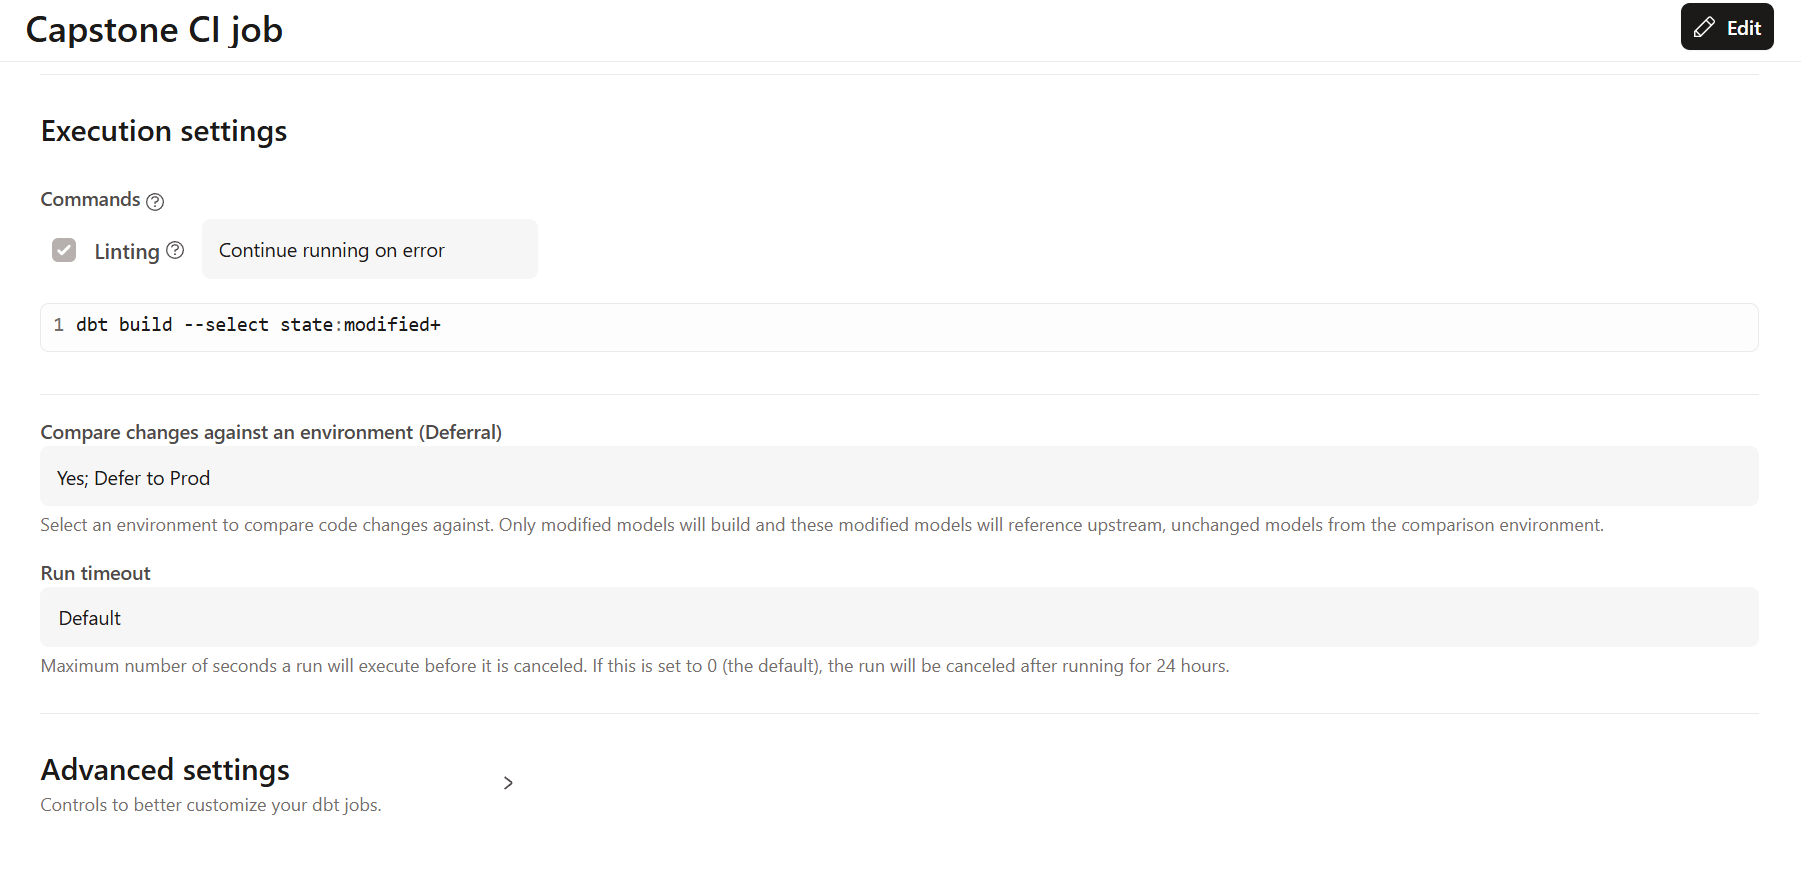 Capstone CI job
Edit
Execution settings
Commands
Linting
Continue running on error
1 dbt build --select state:modified+
Compare changes against an environment (Deferral)
Yes; Defer to Prod
Select an environment to compare code changes against. Only modified models will build and these modified models will reference upstream, unchanged models from the comparison environment.
Run timeout
Default
Maximum number of seconds a run will execute before it is canceled. If this is set to 0 (the default), the run will be canceled after running for 24 hours.
Advanced settings
Controls to better customize your dbt jobs.